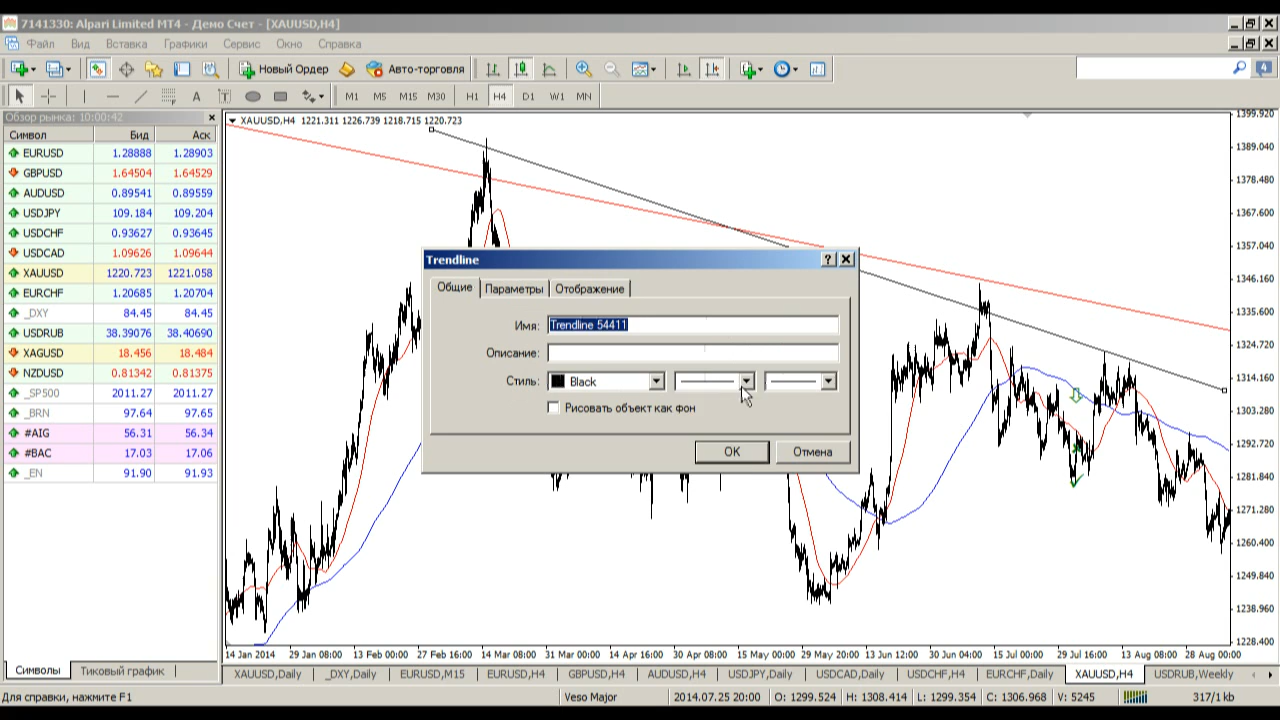 7141330: Alpari Limited MT4 - Демо Счет - [XAUUSD,H4]
Файл Вид Вставка Графики Сервис Окно Справка
Новый Ордер Авто-торговля 4
A T M1 M5 M15 M30 H1 H4 D1 W1 MN
Обзор рынка: 10:00:42
Символ Бид Аск
EURUSD 1.28888 1.28903
GBPUSD 1.64504 1.64529
AUDUSD 0.89541 0.89559
USDJPY 109.184 109.204
USDCHF 0.93627 0.93645
USDCAD 1.09626 1.09644
XAUUSD 1220.723 1221.058
EURCHF 1.20685 1.20704
_DXY 84.45 84.45
USDRUB 38.39076 38.40690
XAGUSD 18.456 18.484
NZDUSD 0.81342 0.81375
_SP500 2011.27 2011.27
_BRN 97.64 97.65
#AIG 56.31 56.34
#BAC 17.03 17.06
_EN 91.90 91.93
Символы Тиковый график
XAUUSD,H4 1221.311 1226.739 1218.715 1220.723
1399.920
1389.040
1378.480
1367.600
1357.040
1346.160
1335.600
1324.720
1314.160
1303.280
1292.720
1281.840
1271.280
1260.400
1249.840
1238.960
1228.400
Trendline
Общие Параметры Отображение
Имя: Trendline 54411
Описание:
Стиль: Black
Рисовать объект как фон
OK Отмена
14 Jan 2014 29 Jan 08:00 13 Feb 00:00 27 Feb 16:00 14 Mar 08:00 31 Mar 00:00 14 Apr 16:00 30 Apr 08:00 15 May 00:00 29 May 20:00 13 Jun 12:00 30 Jun 04:00 15 Jul 00:00 29 Jul 16:00 13 Aug 08:00 28 Aug 00:00
XAUUSD,Daily _DXY,Daily EURUSD,M15 EURUSD,H4 GBPUSD,H4 AUDUSD,H4 USDJPY,Daily USDCAD,Daily USDCHF,H4 EURCHF,Daily XAUUSD,H4 USDRUB,Weekly
Для справки, нажмите F1 Veso Major 2014.07.25 20:00 O: 1299.524 H: 1308.414 L: 1299.354 C: 1306.968 V: 5245 317/1 kb